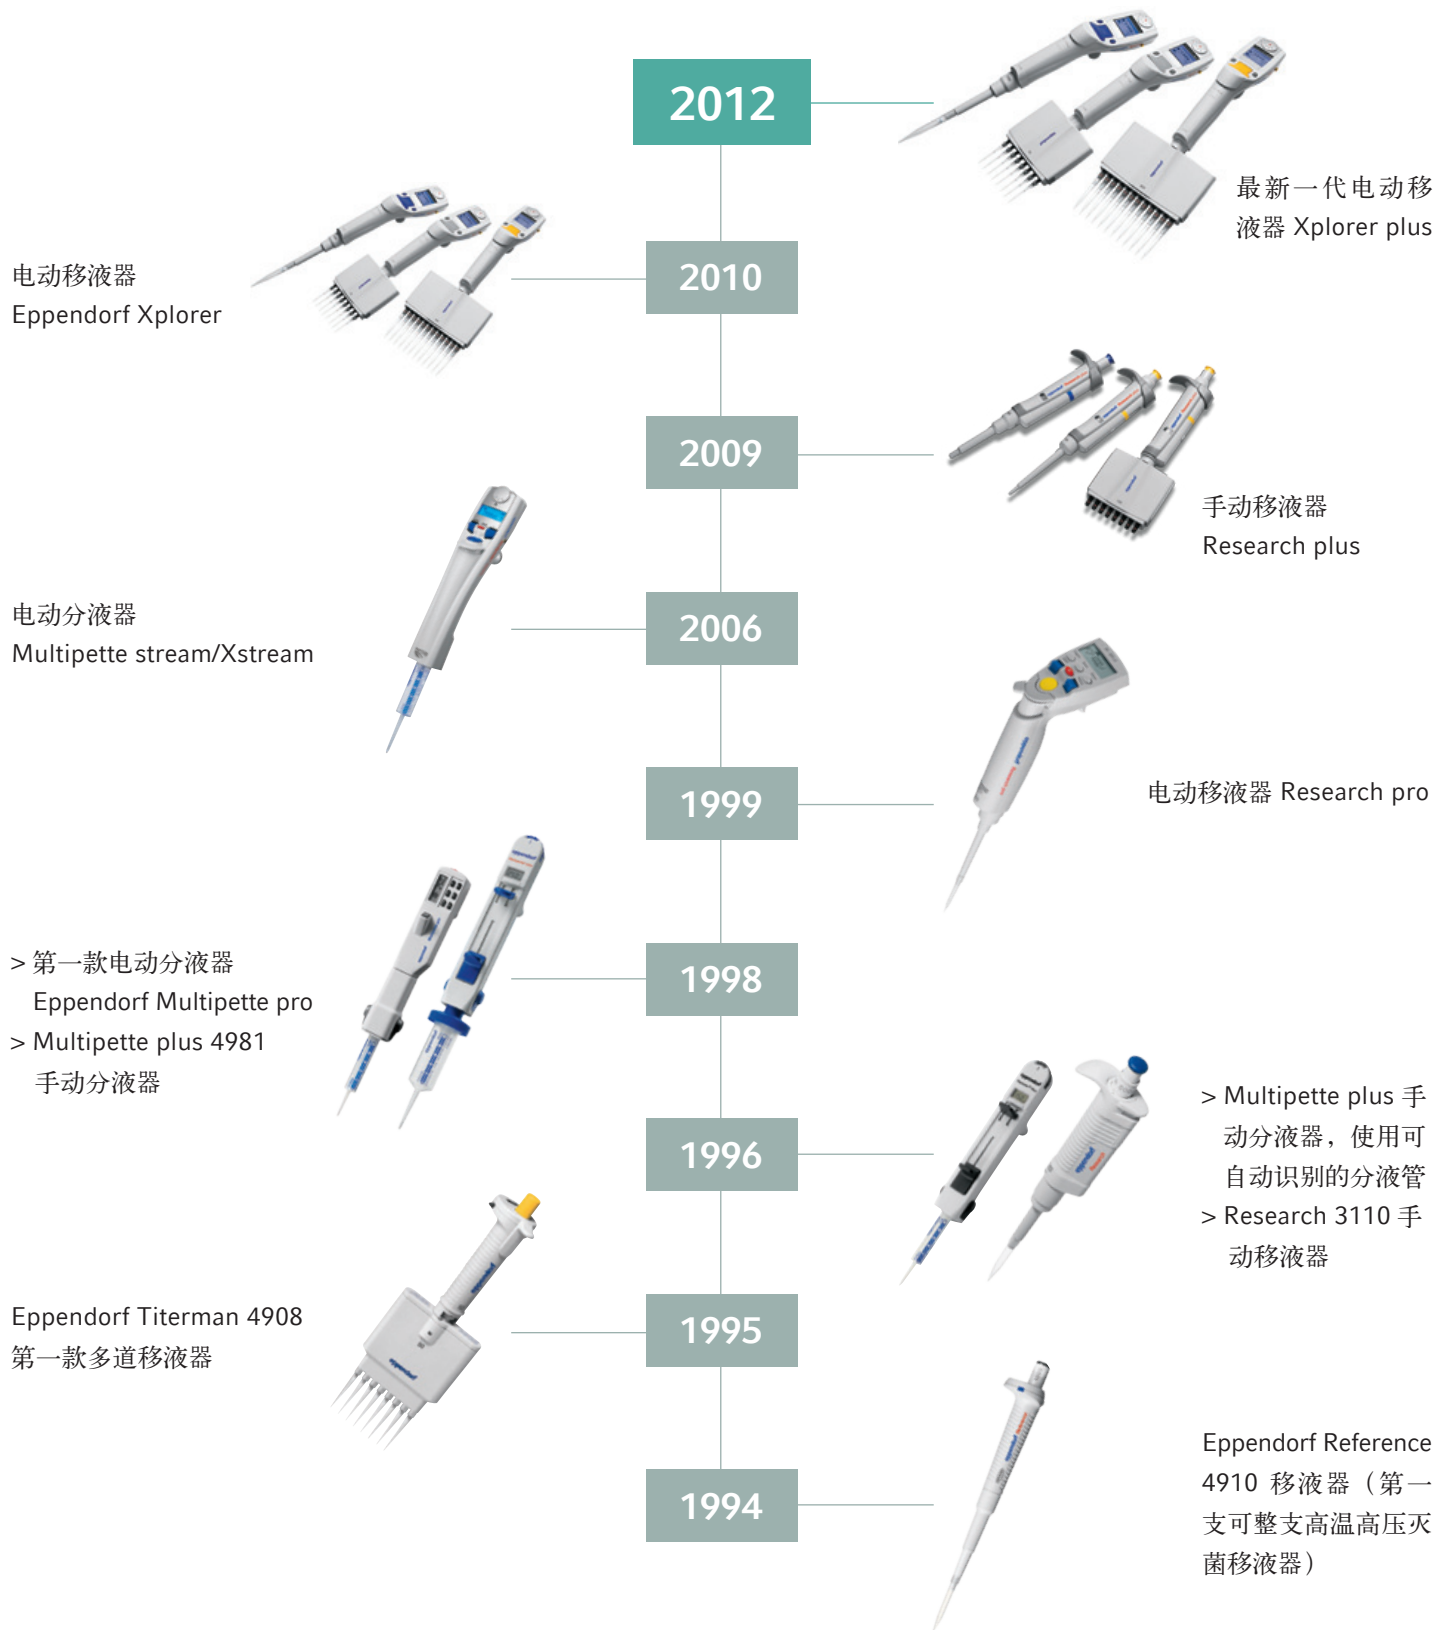 2012
最新一代电动移
液器 Xplorer plus
2010
电动移液器
Eppendorf Xplorer
2009
手动移液器
Research plus
2006
电动分液器
Multipette stream/Xstream
1999
电动移液器 Research pro
1998
> 第一款电动分液器
Eppendorf Multipette pro
> Multipette plus 4981
手动分液器
1996
> Multipette plus 手
动分液器，使用可
自动识别的分液管
> Research 3110 手
动移液器
1995
Eppendorf Titerman 4908
第一款多道移液器
1994
Eppendorf Reference
4910 移液器（第一
支可整支高温高压灭
菌移液器）